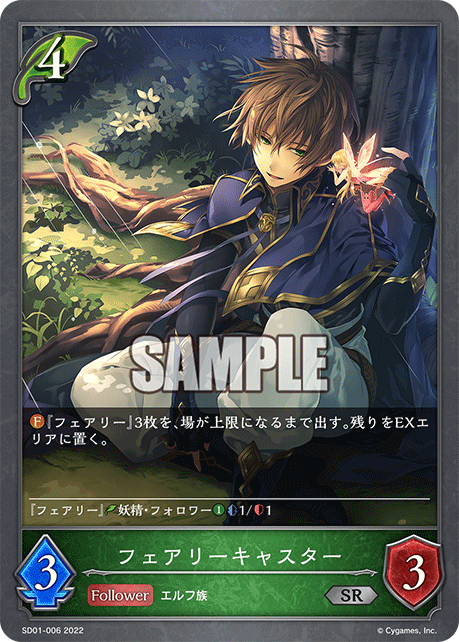 4
SAMPLE
F『フェアリー』3枚を、場が上限になるまで出す。残りをEXエ
リアに置く。
『フェアリー』妖精・フォロワー 1 1/1
フェアリーキャスター
3
Follower エルフ族
SR
3
SD01-006 2022
© Cygames, Inc.